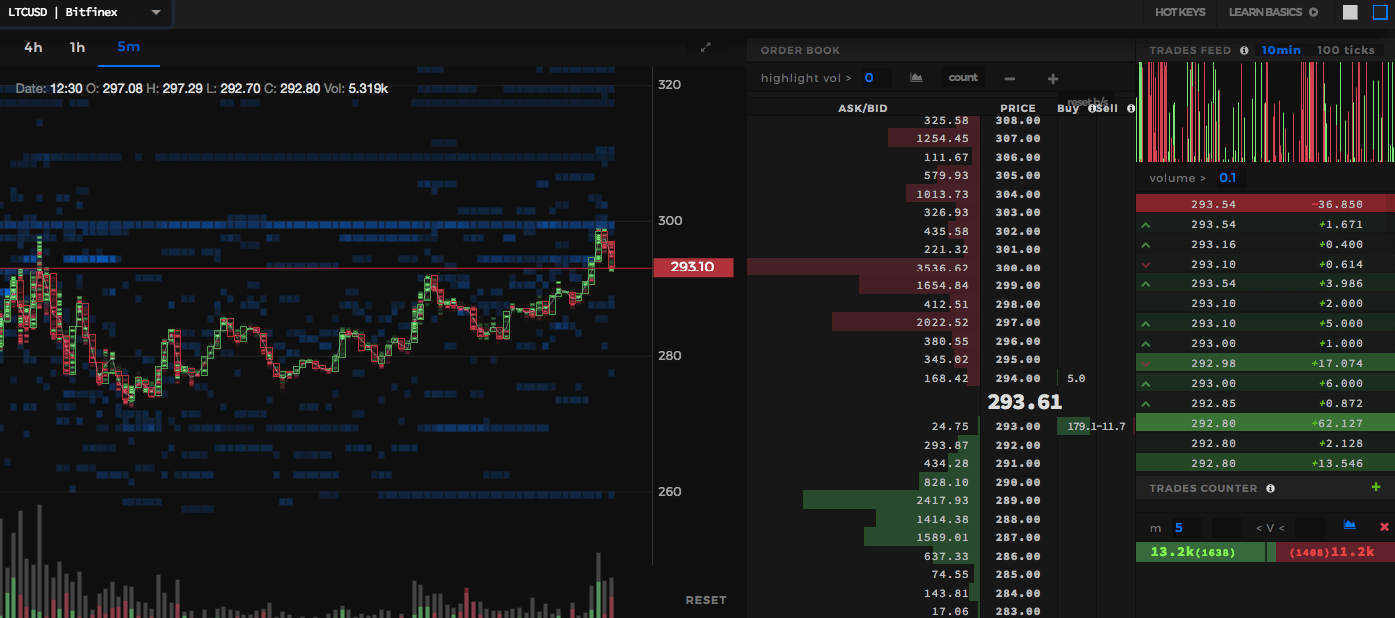 LTCUSD | Bitfinex
HOT KEYS LEARN BASICS
4h 1h 5m
Date: 12:30 O: 297.08 H: 297.29 L: 292.70 C: 292.80 Vol: 5.319k
320
300
293.10
280
260
RESET
ORDER BOOK
highlight vol > 0 count − +
reset b/s
ASK/BID PRICE Buy Sell
325.58 308.00
1254.45 307.00
111.67 306.00
579.93 305.00
1013.73 304.00
326.93 303.00
435.58 302.00
221.32 301.00
3536.62 300.00
1654.84 299.00
412.51 298.00
2022.52 297.00
380.55 296.00
345.02 295.00
168.42 294.00 5.0
293.61
24.75 293.00 179.1 −11.7
293.87 292.00
434.28 291.00
828.10 290.00
2417.93 289.00
1414.38 288.00
1589.01 287.00
637.33 286.00
74.55 285.00
143.81 284.00
17.06 283.00
TRADES FEED 10min 100 ticks
volume > 0.1
293.54 −36.850
293.54 +1.671
293.16 +0.400
293.10 +0.614
293.54 +3.986
293.10 +2.000
293.10 +5.000
293.00 +1.000
292.98 +17.074
293.00 +6.000
292.85 +0.872
292.80 +62.127
292.80 +2.128
292.80 +13.546
TRADES COUNTER +
m 5 < V <
13.2k(1638) (1408)11.2k